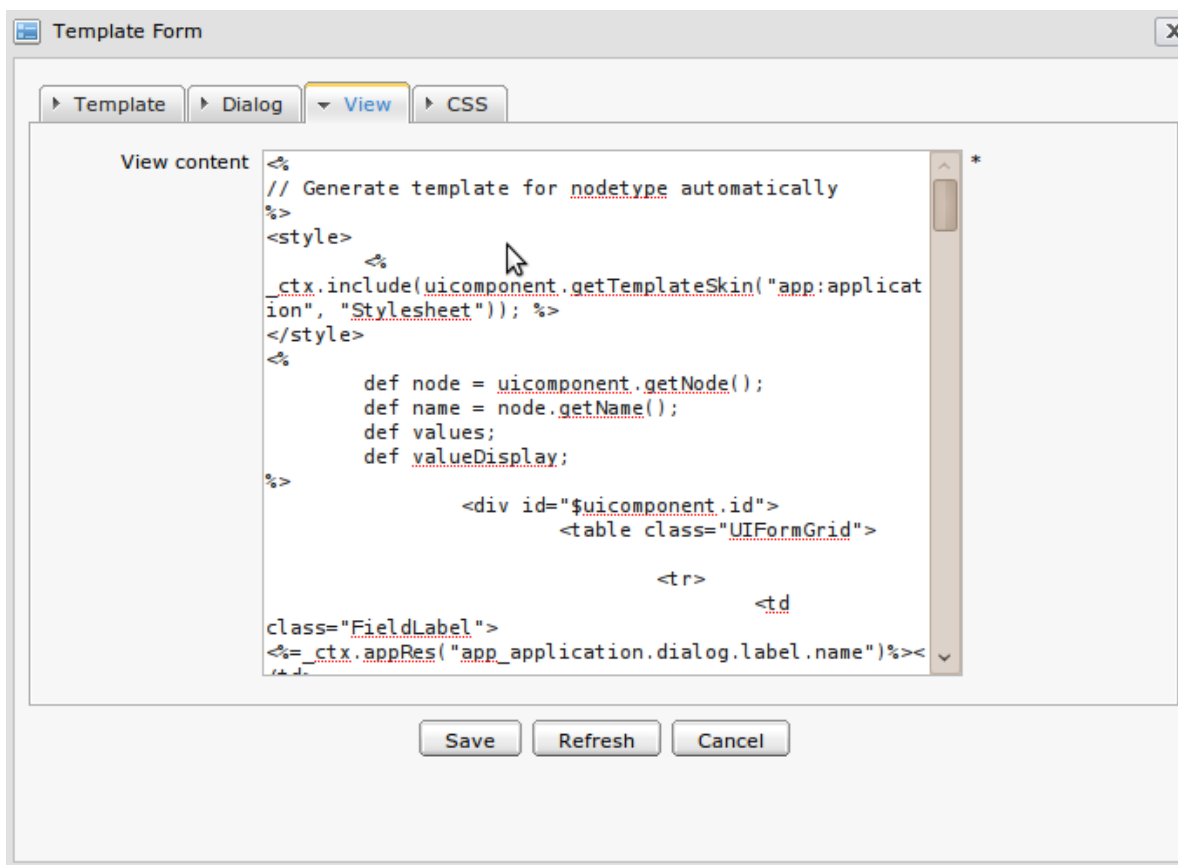 Template Form
Template Dialog View CSS
View content <% *
// Generate template for nodetype automatically
%>
<style>
<%
_ctx.include(uicomponent.getTemplateSkin("app:applicat
ion", "Stylesheet")); %>
</style>
<%
def node = uicomponent.getNode();
def name = node.getName();
def values;
def valueDisplay;
%>
<div id="$uicomponent.id">
<table class="UIFormGrid">
<tr>
<td
class="FieldLabel">
<%=_ctx.appRes("app_application.dialog.label.name")%><
/td>
Save Refresh Cancel